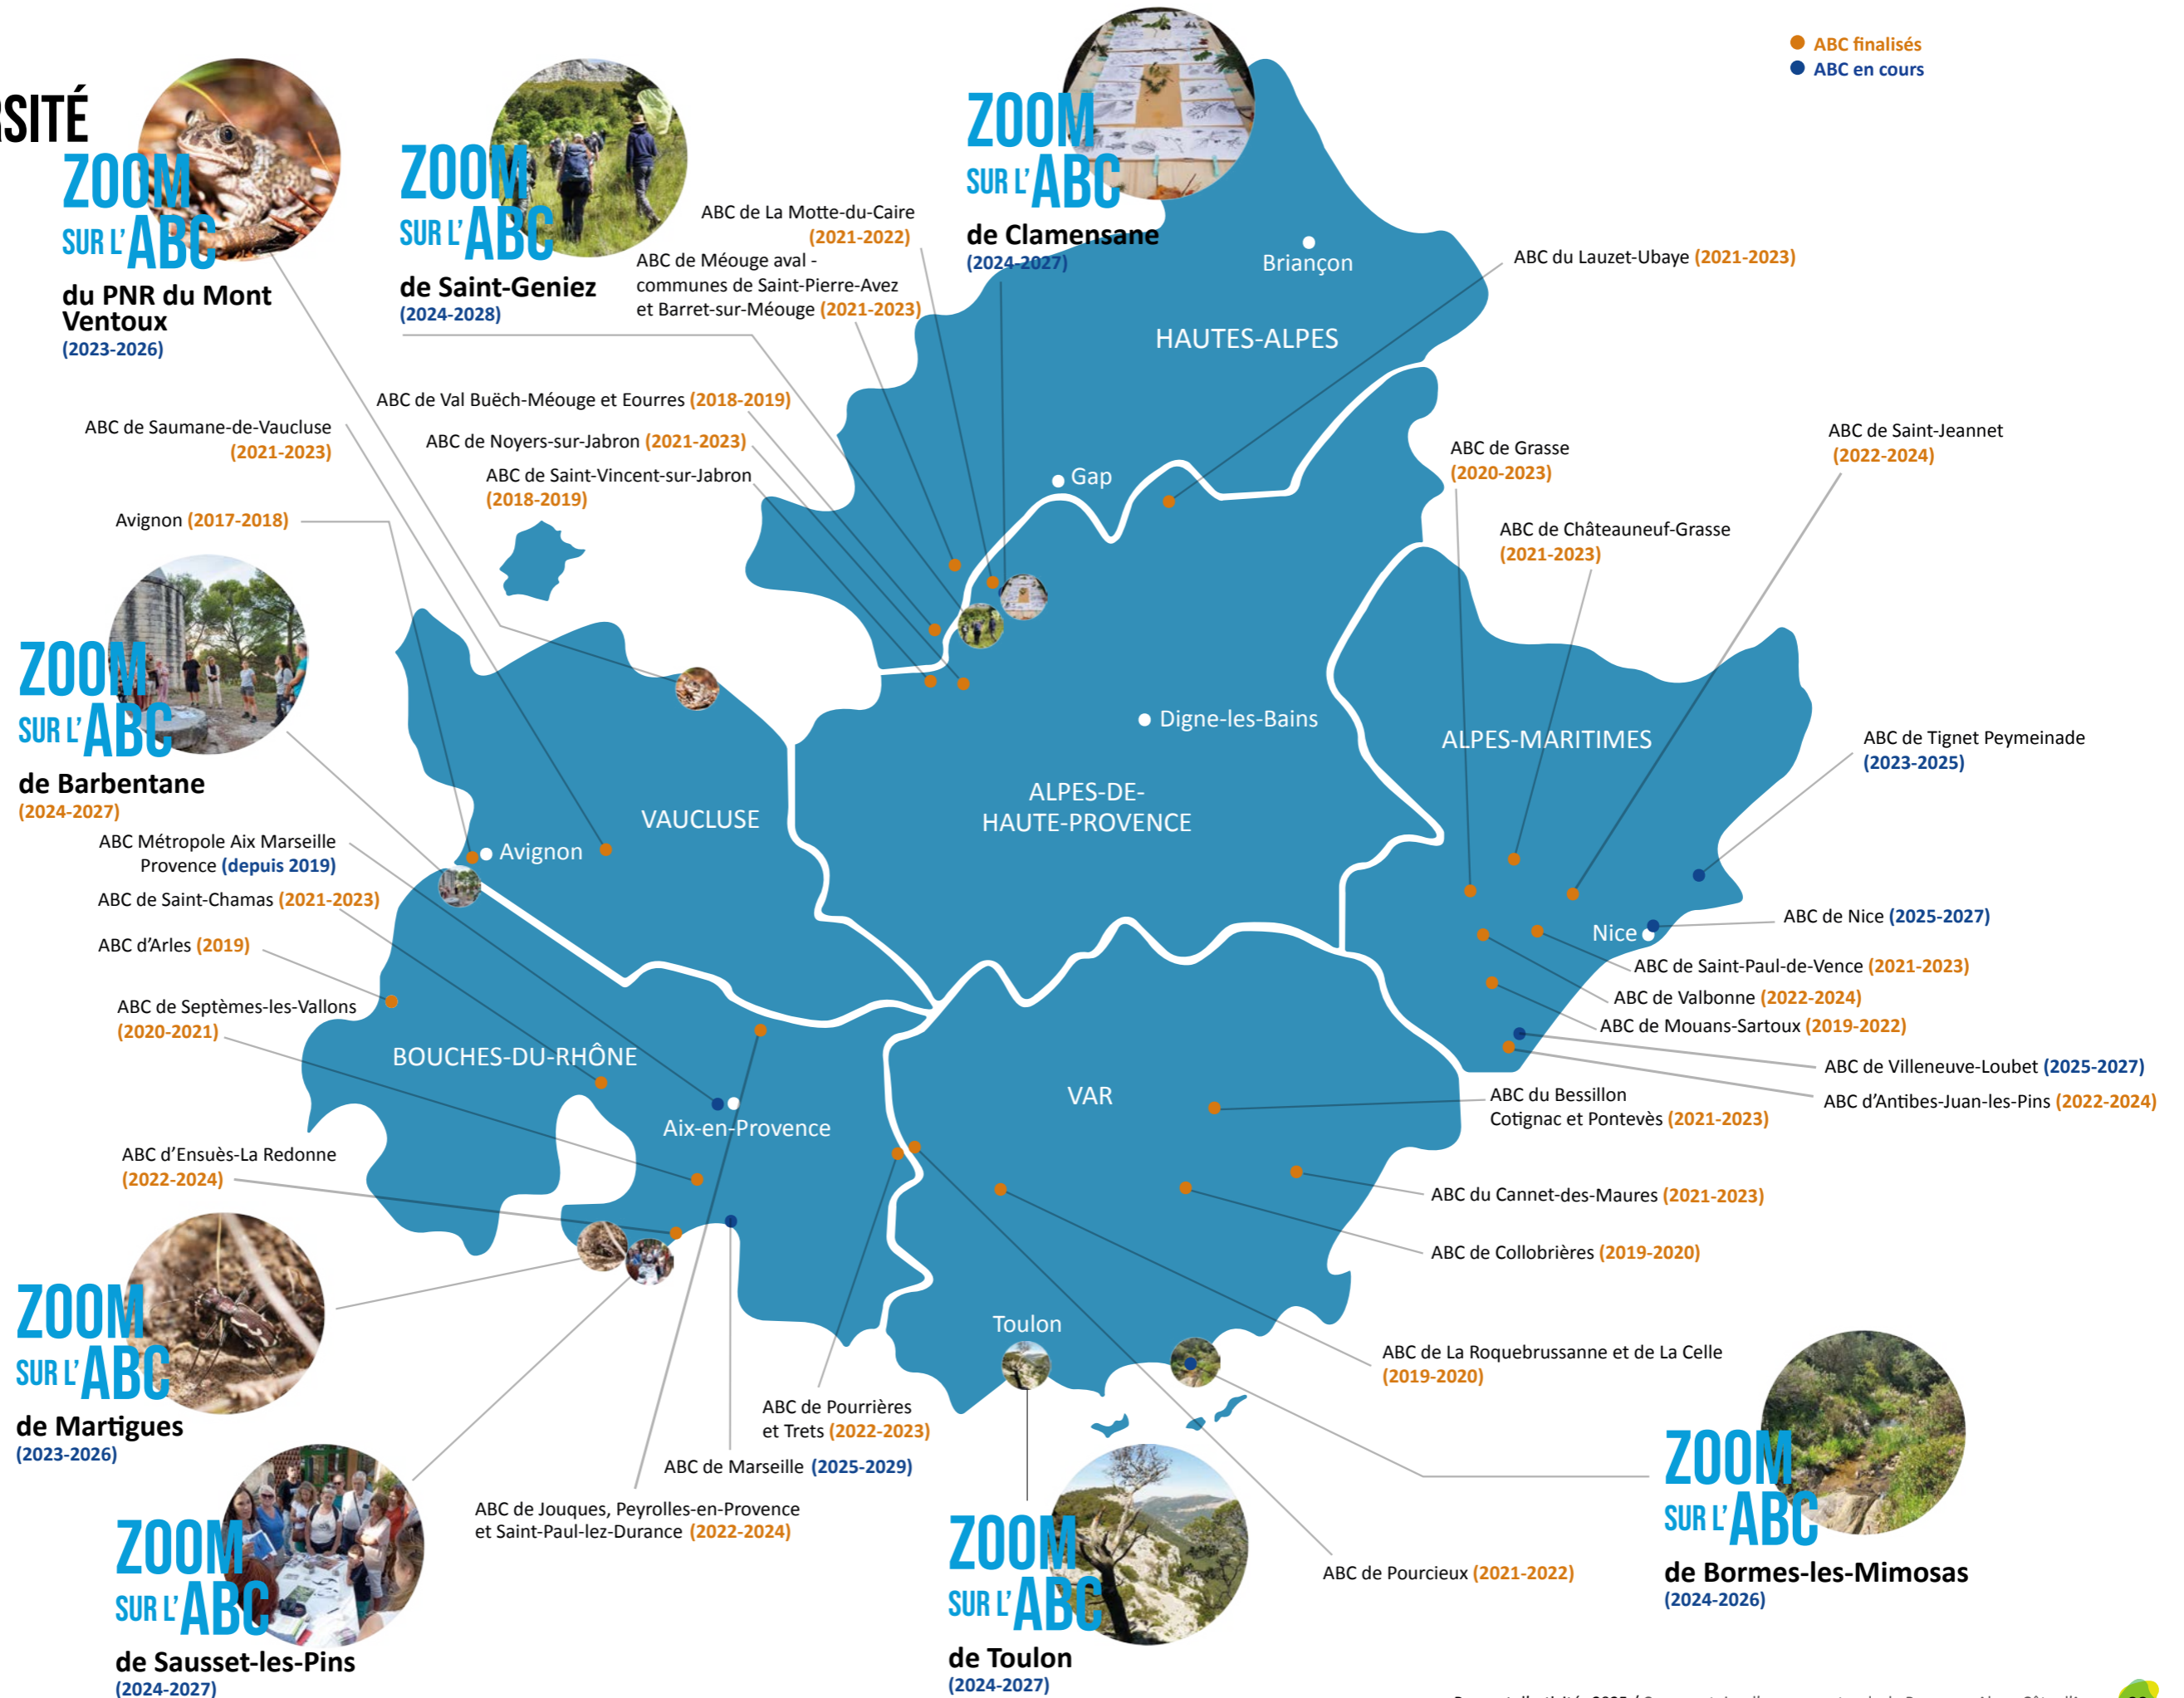 RSITÉ
ABC finalisés
ABC en cours
ZOOM
SUR L'ABC
du PNR du Mont
Ventoux
(2023-2026)
ZOOM
SUR L'ABC
de Saint-Geniez
(2024-2028)
ZOOM
SUR L'ABC
de Clamensane
(2024-2027)
ABC de La Motte-du-Caire
(2021-2022)
ABC de Méouge aval -
communes de Saint-Pierre-Avez
et Barret-sur-Méouge (2021-2023)
ABC du Lauzet-Ubaye (2021-2023)
Briançon
HAUTES-ALPES
ABC de Val Buëch-Méouge et Eourres (2018-2019)
ABC de Noyers-sur-Jabron (2021-2023)
ABC de Saint-Vincent-sur-Jabron
(2018-2019)
ABC de Saumane-de-Vaucluse
(2021-2023)
Avignon (2017-2018)
Gap
ABC de Grasse
(2020-2023)
ABC de Saint-Jeannet
(2022-2024)
ABC de Châteauneuf-Grasse
(2021-2023)
ZOOM
SUR L'ABC
de Barbentane
(2024-2027)
Digne-les-Bains
ALPES-MARITIMES
ABC de Tignet Peymeinade
(2023-2025)
ALPES-DE-
HAUTE-PROVENCE
VAUCLUSE
Avignon
ABC Métropole Aix Marseille
Provence (depuis 2019)
ABC de Saint-Chamas (2021-2023)
ABC d'Arles (2019)
ABC de Septèmes-les-Vallons
(2020-2021)
Nice
ABC de Nice (2025-2027)
ABC de Saint-Paul-de-Vence (2021-2023)
ABC de Valbonne (2022-2024)
ABC de Mouans-Sartoux (2019-2022)
ABC de Villeneuve-Loubet (2025-2027)
ABC d'Antibes-Juan-les-Pins (2022-2024)
BOUCHES-DU-RHÔNE
VAR
Aix-en-Provence
ABC du Bessillon
Cotignac et Pontevès (2021-2023)
ABC d'Ensuès-La Redonne
(2022-2024)
ABC du Cannet-des-Maures (2021-2023)
ABC de Collobrières (2019-2020)
ZOOM
SUR L'ABC
de Martigues
(2023-2026)
Toulon
ABC de La Roquebrussanne et de La Celle
(2019-2020)
ABC de Pourrières
et Trets (2022-2023)
ABC de Marseille (2025-2029)
ABC de Jouques, Peyrolles-en-Provence
et Saint-Paul-lez-Durance (2022-2024)
ZOOM
SUR L'ABC
de Sausset-les-Pins
(2024-2027)
ZOOM
SUR L'ABC
de Toulon
(2024-2027)
ABC de Pourcieux (2021-2022)
ZOOM
SUR L'ABC
de Bormes-les-Mimosas
(2024-2026)